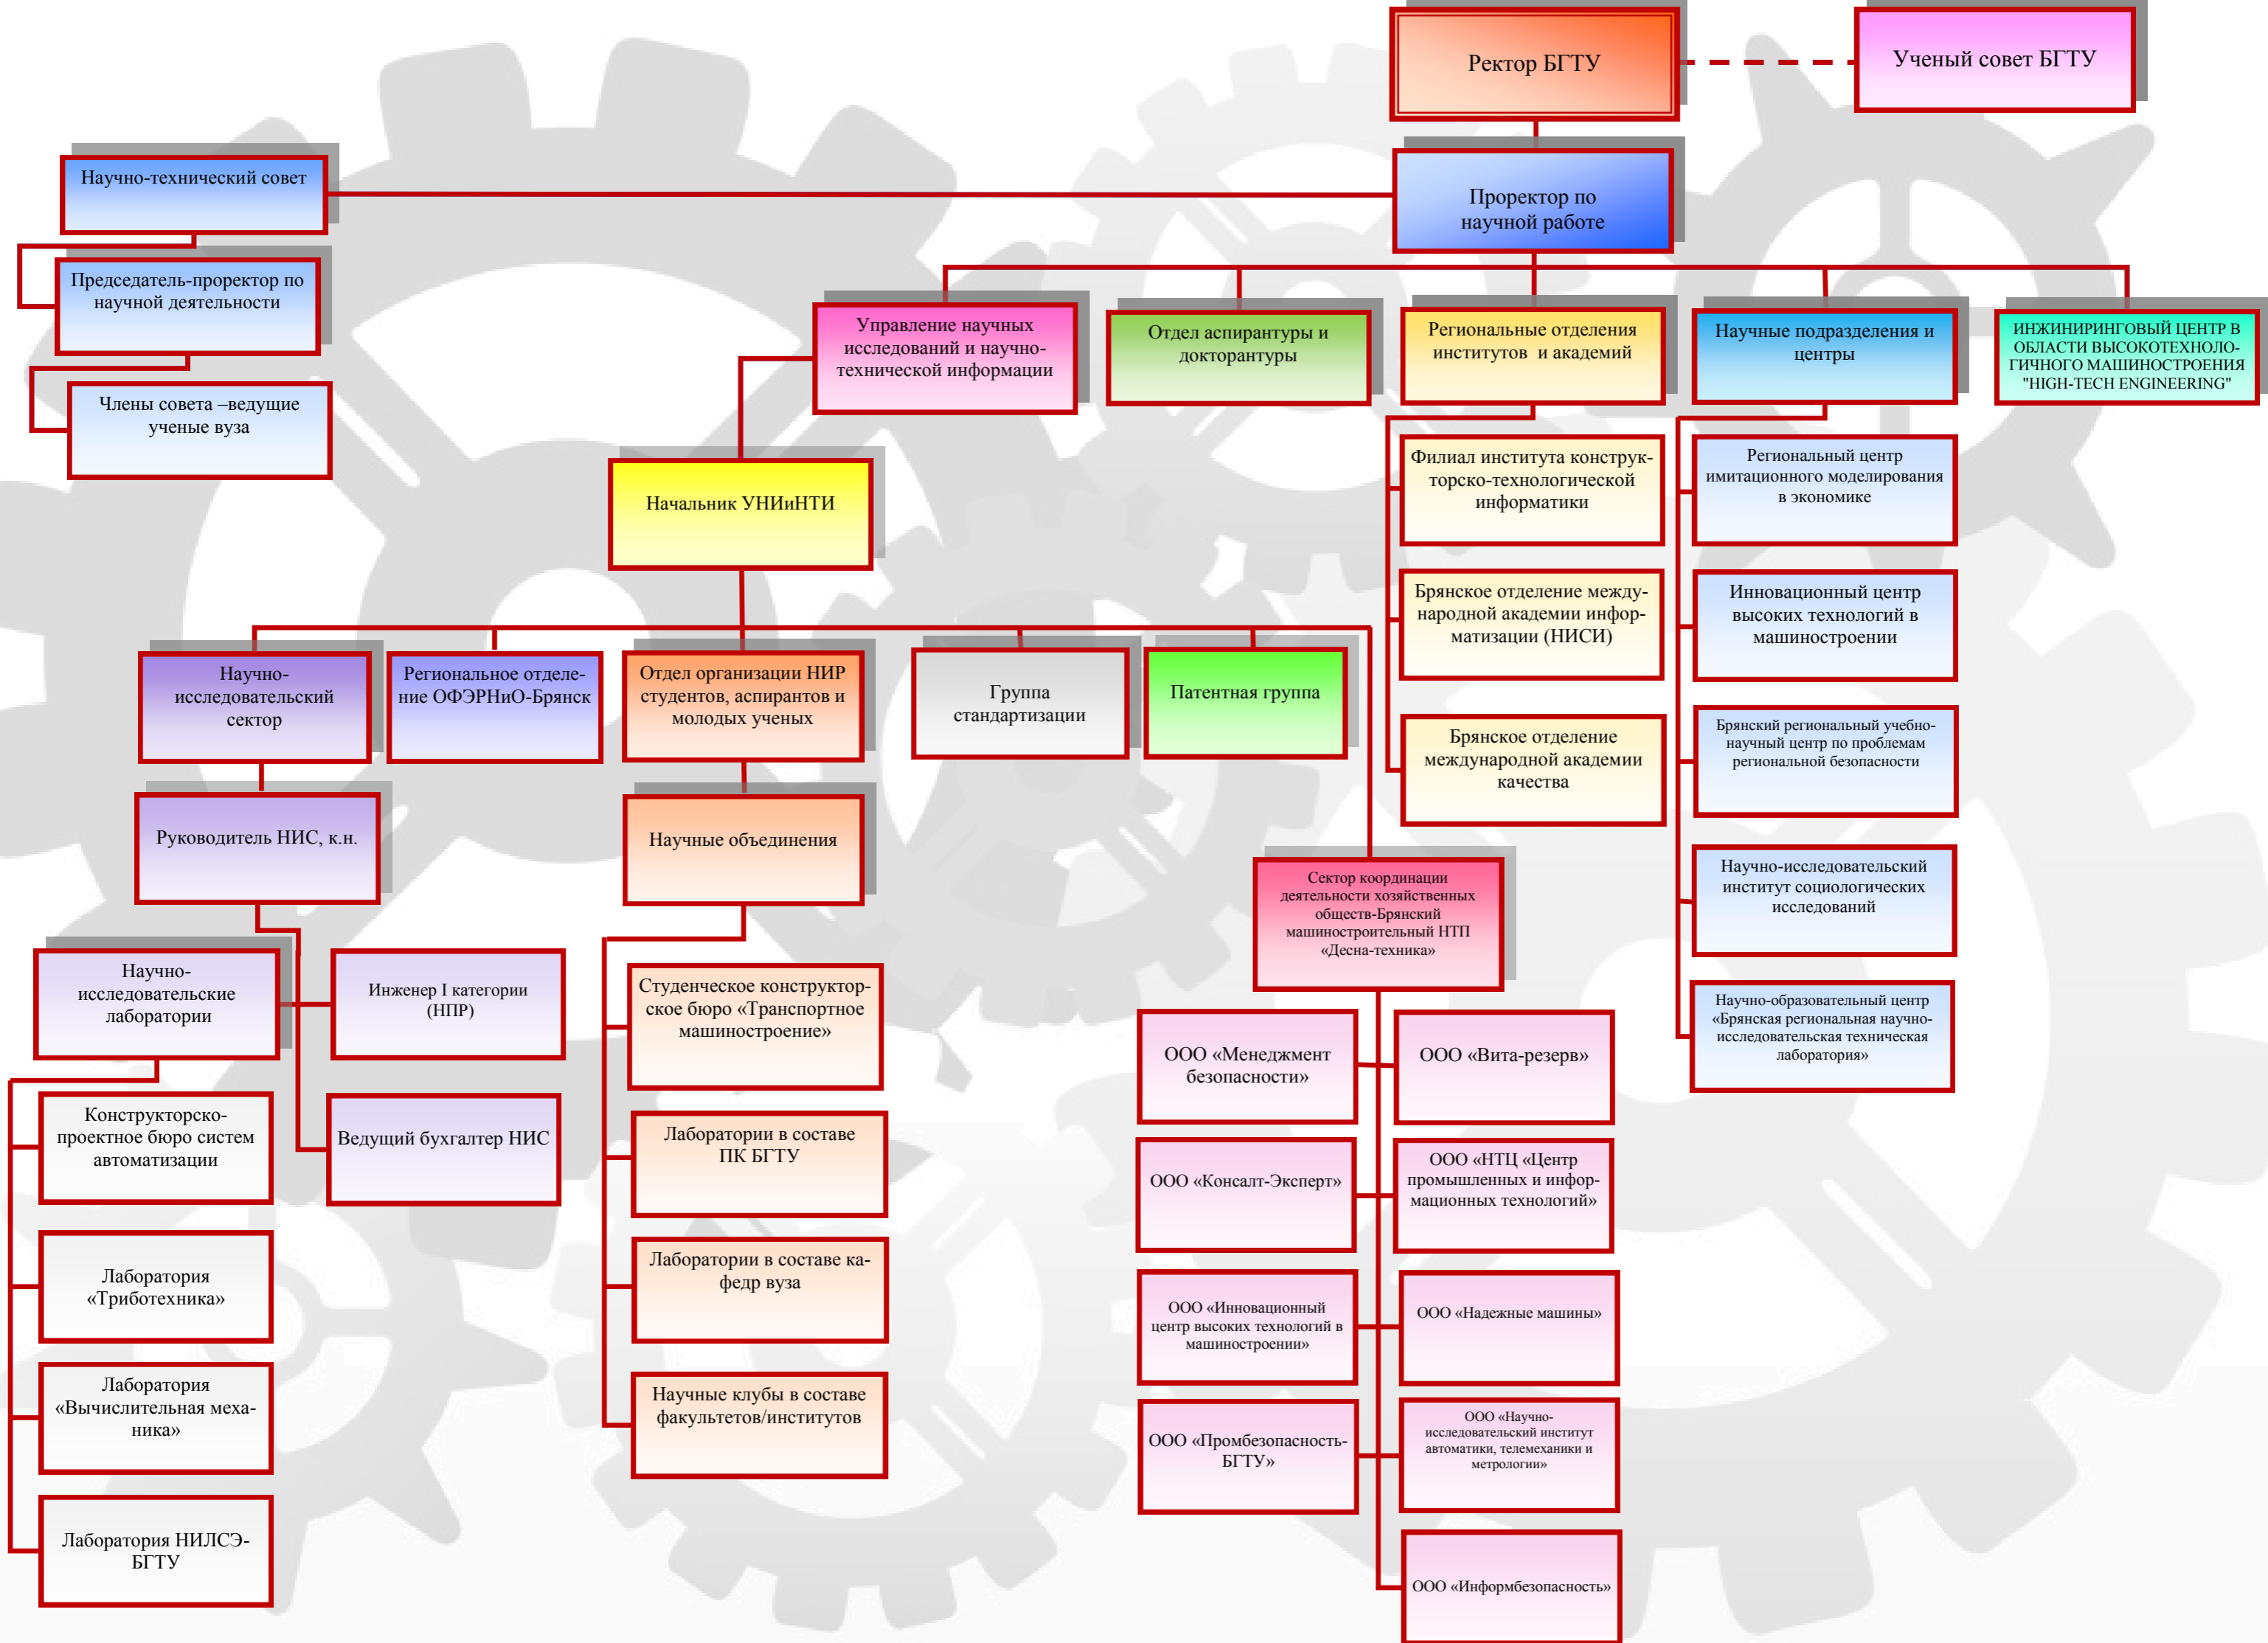 Ректор БГТУ
Ученый совет БГТУ
Научно-технический совет
Проректор по
научной работе
Председатель-проректор по
научной деятельности
Члены совета –ведущие
ученые вуза
Управление научных
исследований и научно-
технической информации
Отдел аспирантуры и
докторантуры
Региональные отделения
институтов и академий
Научные подразделения и
центры
ИНЖИНИРИНГОВЫЙ ЦЕНТР В
ОБЛАСТИ ВЫСОКОТЕХНОЛО-
ГИЧНОГО МАШИНОСТРОЕНИЯ
"HIGH-TECH ENGINEERING"
Начальник УНИиНТИ
Филиал института конструк-
торско-технологической
информатики
Брянское отделение между-
народной академии инфор-
матизации (НИСИ)
Брянское отделение
международной академии
качества
Региональный центр
имитационного моделирования
в экономике
Инновационный центр
высоких технологий в
машиностроении
Брянский региональный учебно-
научный центр по проблемам
региональной безопасности
Научно-исследовательский
институт социологических
исследований
Научно-образовательный центр
«Брянская региональная научно-
исследовательская техническая
лаборатория»
Научно-
исследовательский
сектор
Региональное отделе-
ние ОФЭРНиО-Брянск
Отдел организации НИР
студентов, аспирантов и
молодых ученых
Группа
стандартизации
Патентная группа
Руководитель НИС, к.н.
Научные объединения
Сектор координации
деятельности хозяйственных
обществ-Брянский
машиностроительный НТП
«Десна-техника»
Научно-
исследовательские
лаборатории
Инженер I категории
(НПР)
Ведущий бухгалтер НИС
Конструкторско-
проектное бюро систем
автоматизации
Лаборатория
«Триботехника»
Лаборатория
«Вычислительная меха-
ника»
Лаборатория НИЛСЭ-
БГТУ
Студенческое конструктор-
ское бюро «Транспортное
машиностроение»
Лаборатории в составе
ПК БГТУ
Лаборатории в составе ка-
федр вуза
Научные клубы в составе
факультетов/институтов
ООО «Менеджмент
безопасности»
ООО «Вита-резерв»
ООО «Консалт-Эксперт»
ООО «НТЦ «Центр
промышленных и инфор-
мационных технологий»
ООО «Инновационный
центр высоких технологий в
машиностроении»
ООО «Надежные машины»
ООО «Промбезопасность-
БГТУ»
ООО «Научно-
исследовательский институт
автоматики, телемеханики и
метрологии»
ООО «Информбезопасность»